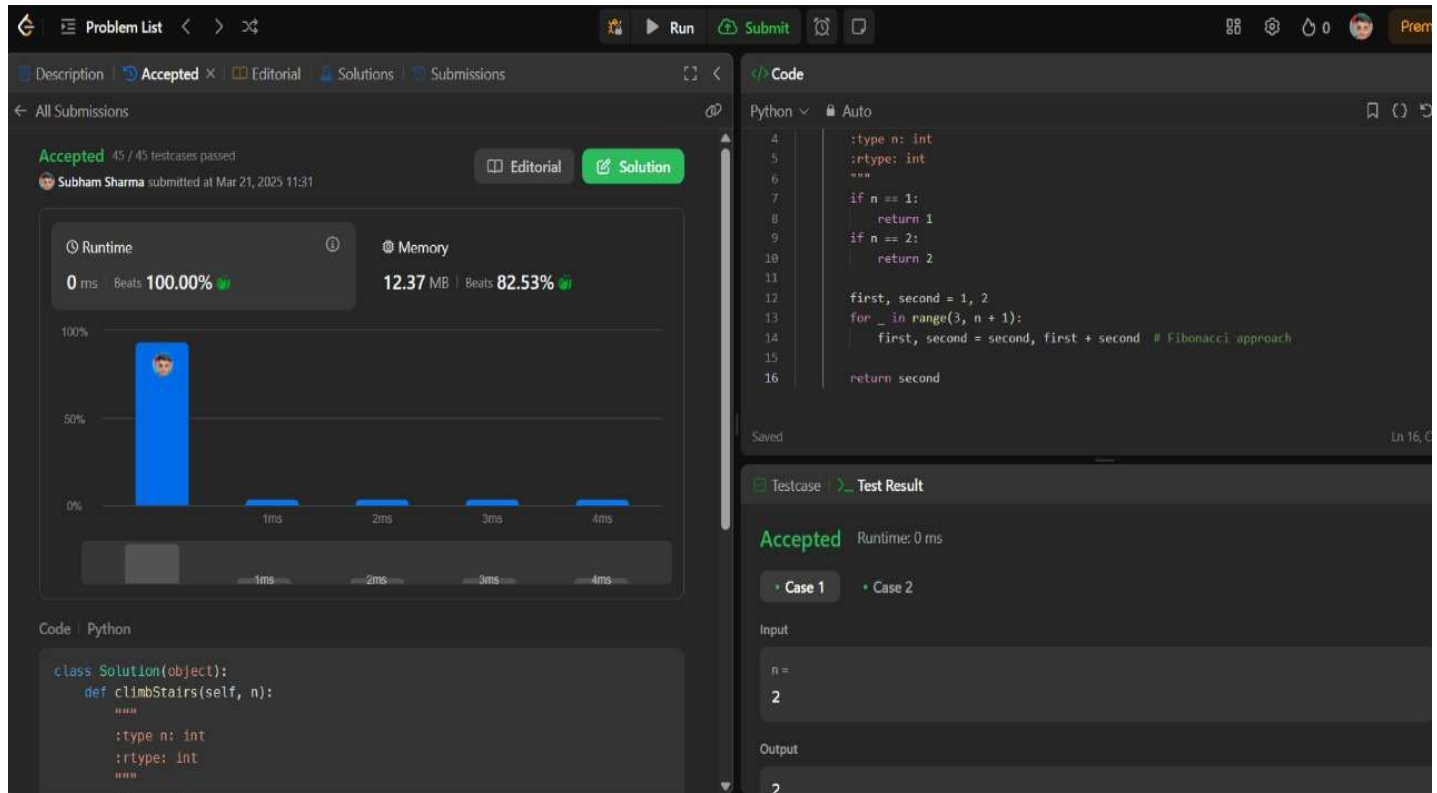 Problem List
Run
Submit
0
Prem
Description
Accepted
Editorial
Solutions
Submissions
All Submissions
Accepted 45 / 45 testcases passed
Subham Sharma submitted at Mar 21, 2025 11:31
Editorial
Solution
Runtime
0 ms | Beats 100.00%
Memory
12.37 MB | Beats 82.53%
100%
50%
0%
1ms 2ms 3ms 4ms
1ms 2ms 3ms 4ms
Code | Python
class Solution(object):
    def climbStairs(self, n):
        """
        :type n: int
        :rtype: int
        """
</> Code
Python
Auto
4 :type n: int
5 :rtype: int
6 """
7 if n == 1:
8     return 1
9 if n == 2:
10     return 2
11
12 first, second = 1, 2
13 for _ in range(3, n + 1):
14     first, second = second, first + second # Fibonacci approach
15
16 return second
Saved
Ln 16, C
Testcase
>_ Test Result
Accepted Runtime: 0 ms
• Case 1 • Case 2
Input
n =
2
Output
2